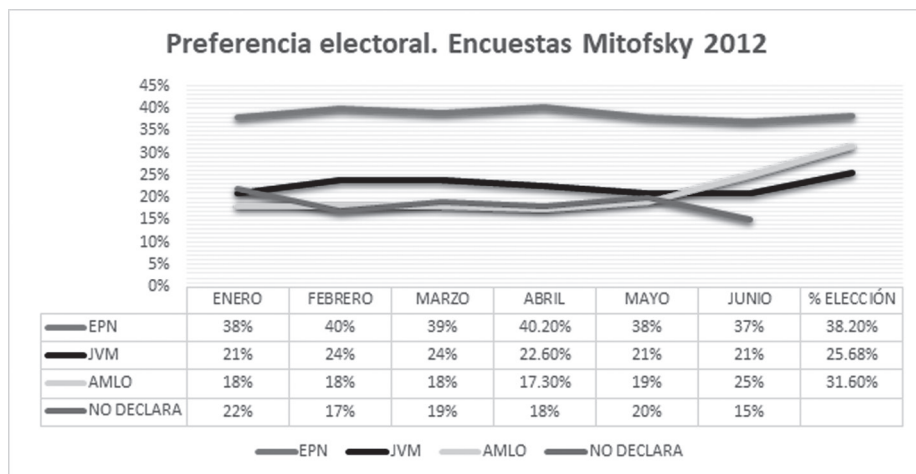 Preferencia electoral. Encuestas Mitofsky 2012
45%
40%
35%
30%
25%
20%
15%
10%
5%
0%
ENERO FEBRERO MARZO ABRIL MAYO JUNIO % ELECCIÓN
EPN 38% 40% 39% 40.20% 38% 37% 38.20%
JVM 21% 24% 24% 22.60% 21% 21% 25.68%
AMLO 18% 18% 18% 17.30% 19% 25% 31.60%
NO DECLARA 22% 17% 19% 18% 20% 15%
EPN JVM AMLO NO DECLARA